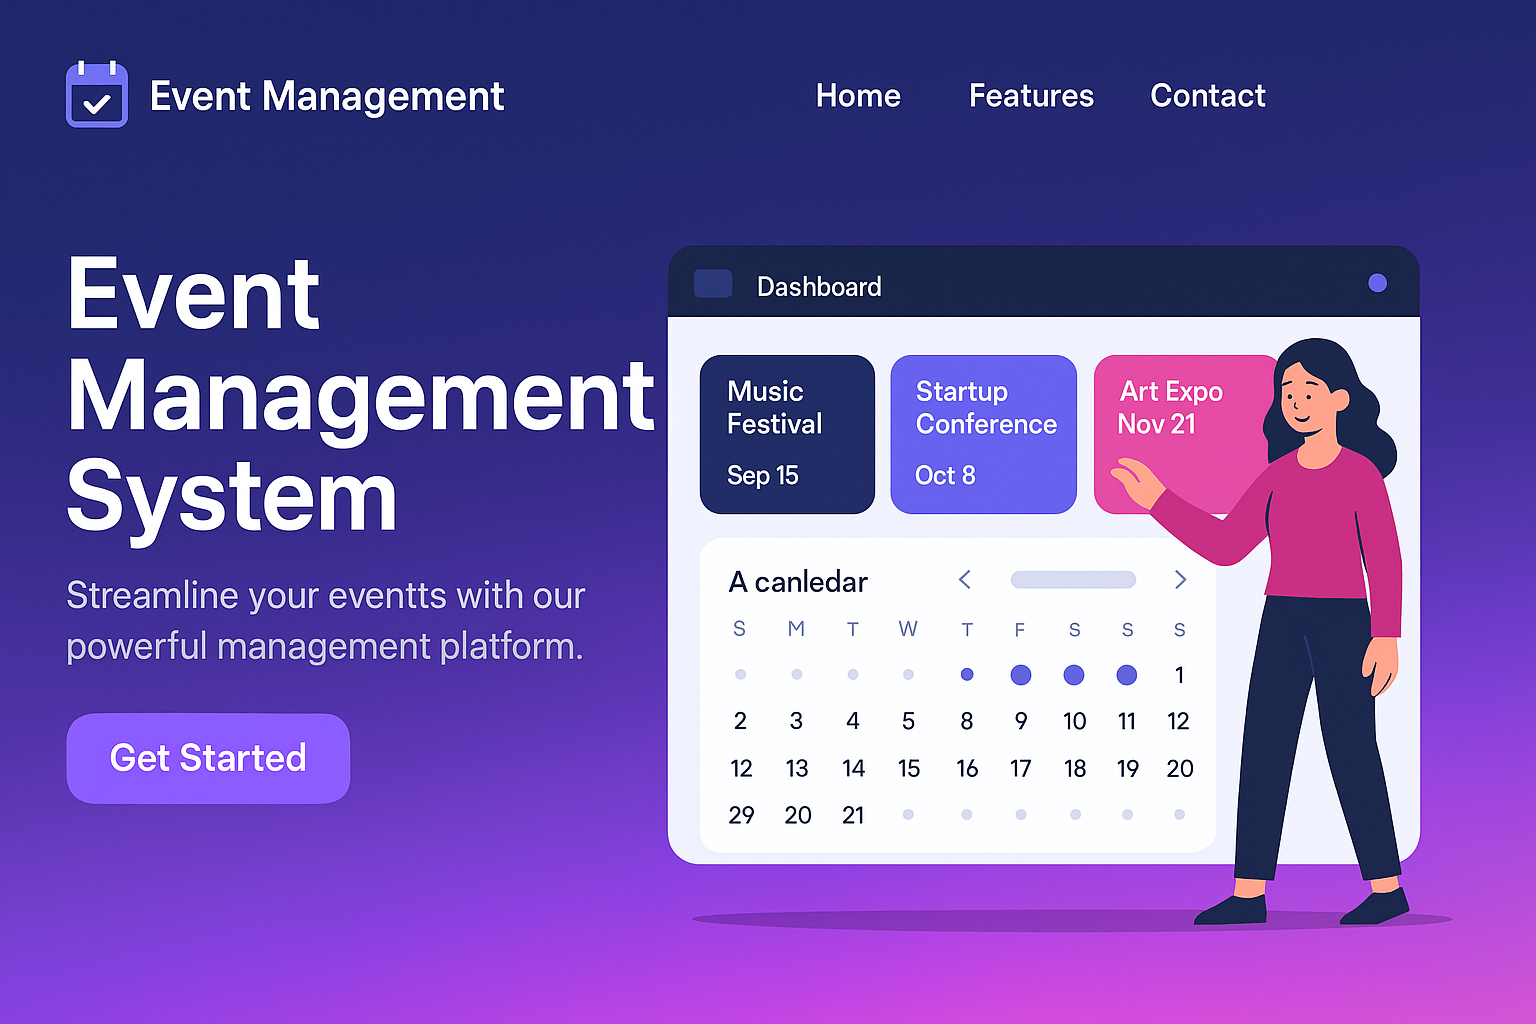 Event Management
Home Features Contact
Event
Management
System
Streamline your eventts with our
powerful management platform.
Get Started
Dashboard
Music
Festival
Sep 15
Startup
Conference
Oct 8
Art Expo
Nov 21
A canledar
S M T W T F S S S
1
2 3 4 5 8 9 10 11 12
12 13 14 15 16 17 18 19 20
29 20 21